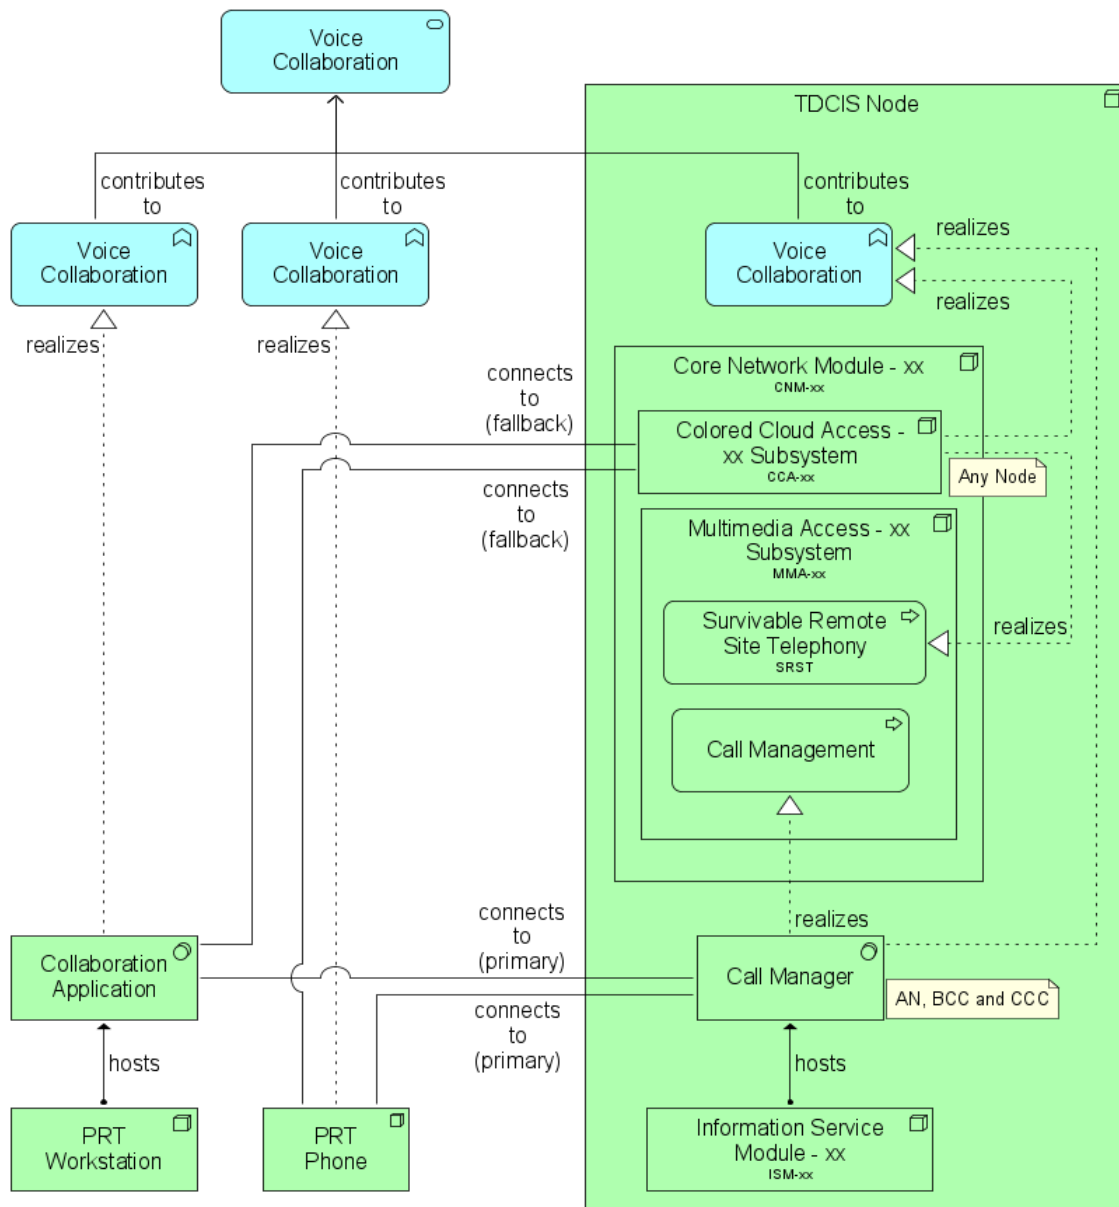 Voice
Collaboration
TDCIS Node
contributes
to
contributes
to
contributes
to
Voice
Collaboration
Voice
Collaboration
Voice
Collaboration
realizes
realizes
realizes
realizes
Core Network Module - xx
CNM-xx
connects
to
(fallback)
Colored Cloud Access -
xx Subsystem
CCA-xx
Any Node
connects
to
(fallback)
Multimedia Access - xx
Subsystem
MMA-xx
Survivable Remote
Site Telephony
SRST
realizes
Call Management
realizes
connects
to
(primary)
Collaboration
Application
Call Manager
AN, BCC and CCC
connects
to
(primary)
hosts
hosts
PRT
Workstation
PRT
Phone
Information Service
Module - xx
ISM-xx